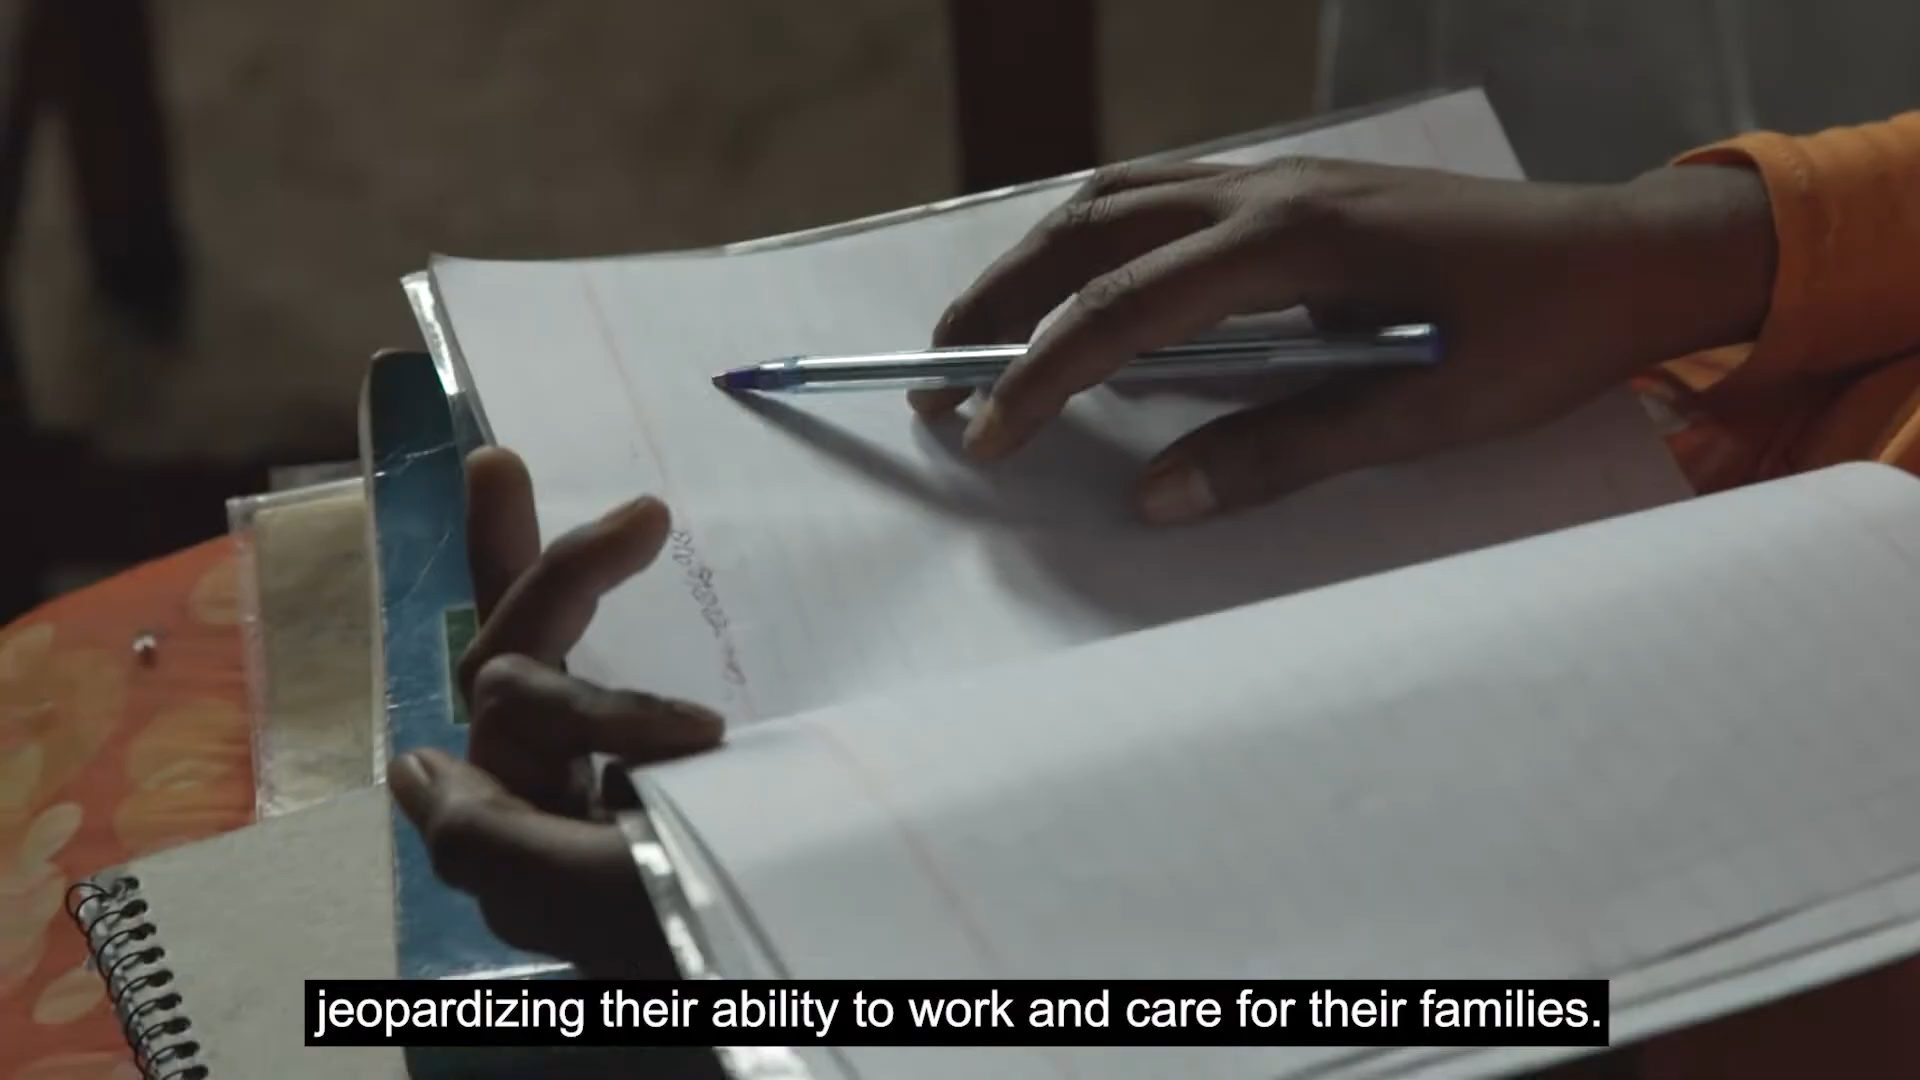 jeopardizing their ability to work and care for their families.